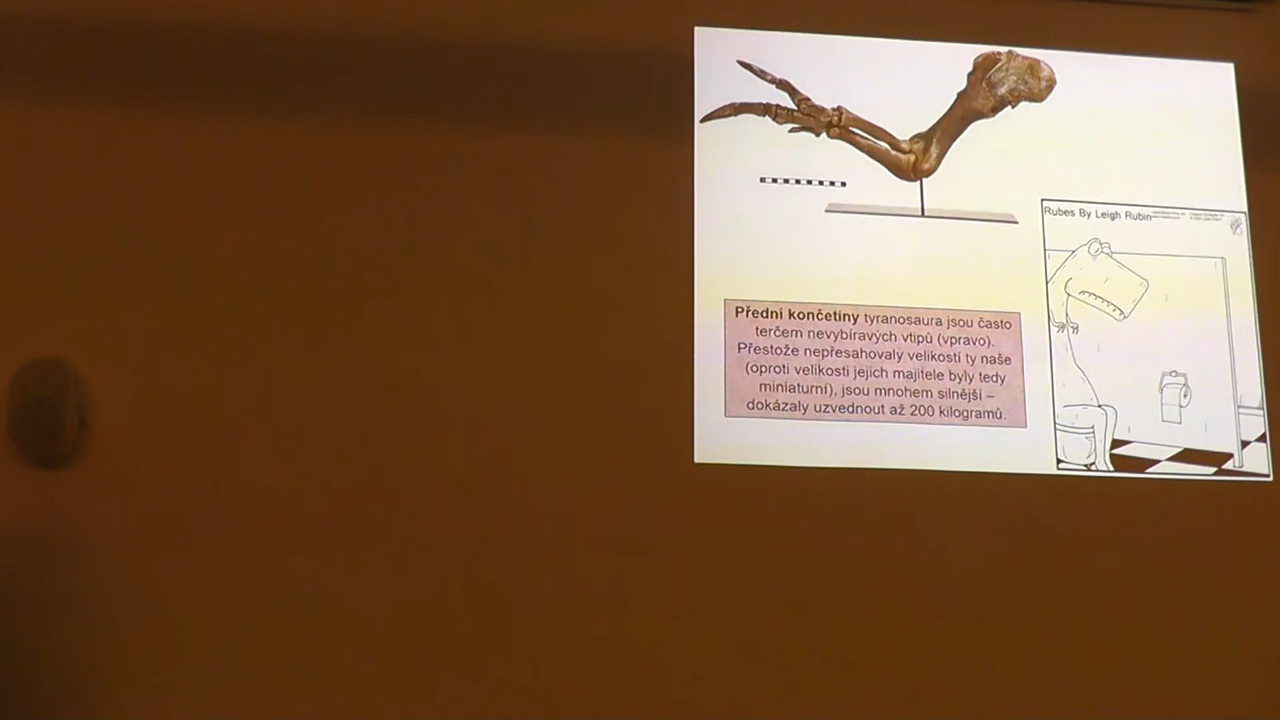 Rubes By Leigh Rubin
Přední končetiny tyranosaura jsou často
terčem nevybíravých vtipů (vpravo).
Přestože nepřesahovaly velikostí ty naše
(oproti velikosti jejich majitele byly tedy
miniaturní), jsou mnohem silnější –
dokázaly uzvednout až 200 kilogramů.